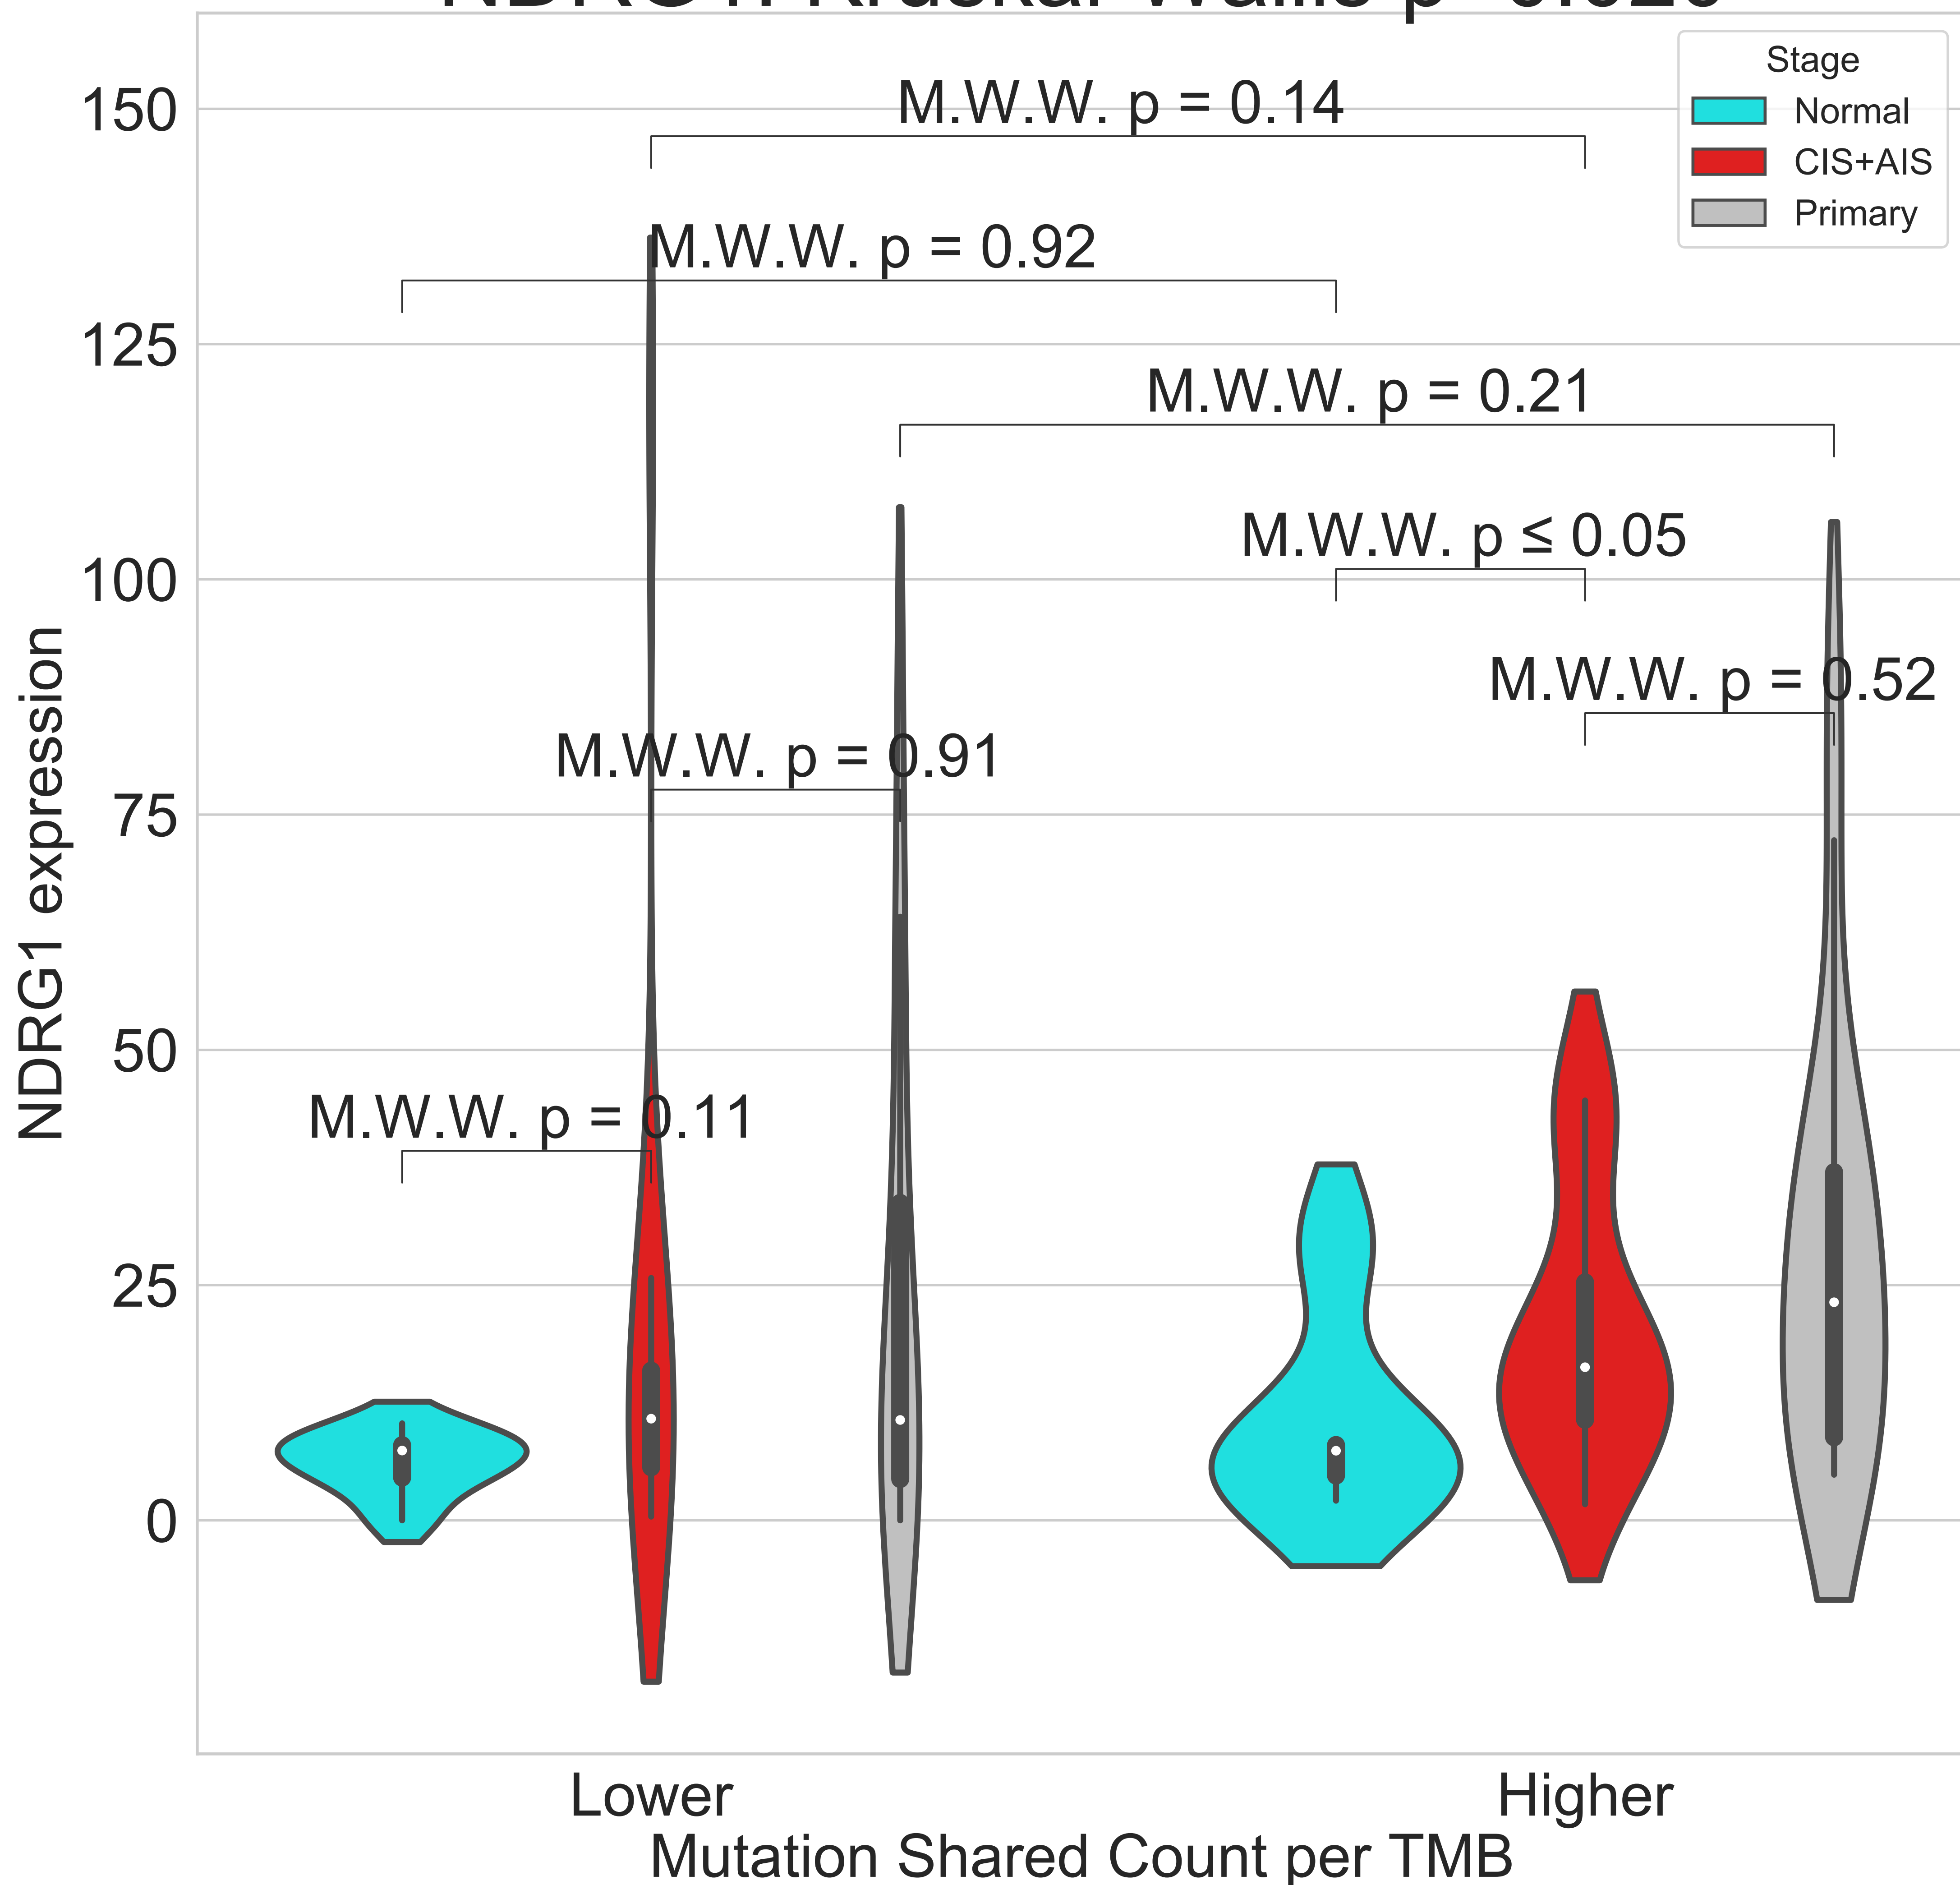 Stage
Normal
CIS+AIS
Primary
M.W.W. p = 0.14
M.W.W. p = 0.92
M.W.W. p = 0.21
M.W.W. p ≤ 0.05
M.W.W. p = 0.52
M.W.W. p = 0.91
M.W.W. p = 0.11
150
125
100
75
50
25
0
NDRG1 expression
Lower
Higher
Mutation Shared Count per TMB